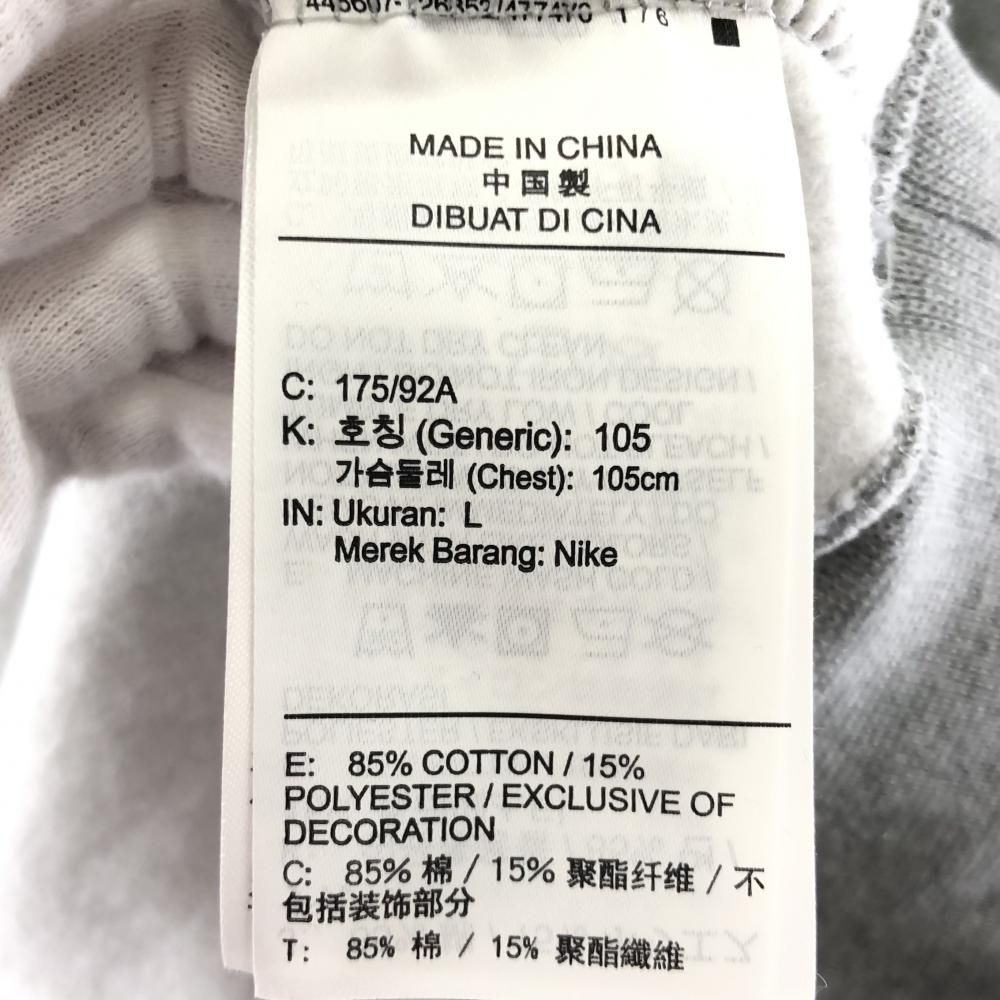 1 / 6
MADE IN CHINA
中国製
DIBUAT DI CINA
C: 175/92A
K: 호칭 (Generic): 105
가슴둘레 (Chest): 105cm
IN: Ukuran: L
Merek Barang: Nike
E: 85% COTTON / 15%
POLYESTER / EXCLUSIVE OF
DECORATION
C: 85% 棉 / 15% 聚酯纤维 / 不
包括装饰部分
T: 85% 棉 / 15% 聚酯纖維